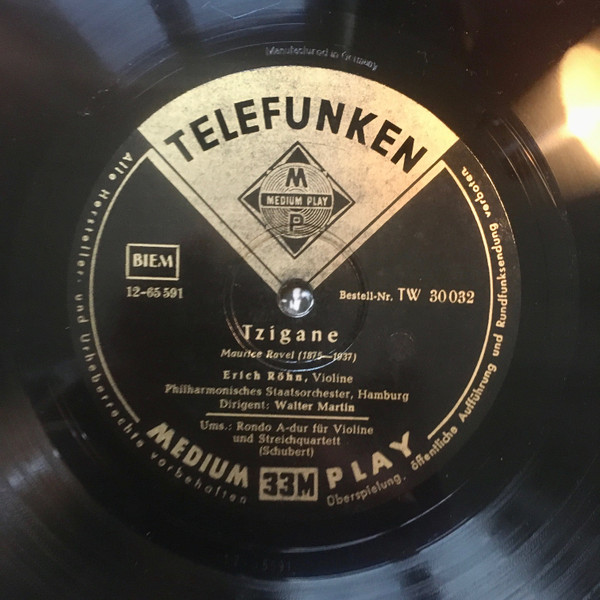 Manufactured in Germany
TELEFUNKEN
M
MEDIUM PLAY
P
BIEM
12-65 591
Bestell-Nr. TW 30 032
Tzigane
Maurice Ravel (1875—1937)
Erich Röhn, Violine
Philharmonisches Staatsorchester, Hamburg
Dirigent: Walter Martin
Ums.: Rondo A-dur für Violine
und Streichquartett
(Schubert)
MEDIUM 33M PLAY
Alle Hersteller- und Urheberrechte vorbehalten
Überspielung, öffentliche Aufführung und Rundfunksendung verboten.